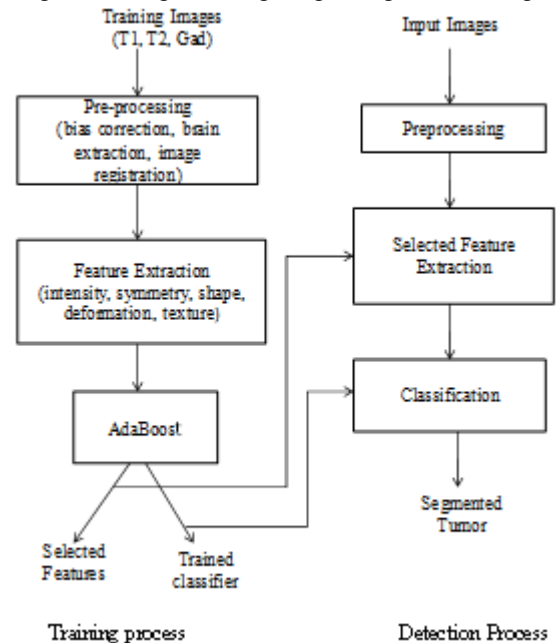 Training Images
(T1, T2, Gad)
Pre-processing
(bias correction, brain
extraction, image
registration)
Feature Extraction
(intensity, symmetry, shape,
deformation, texture)
AdaBoost
Selected
Features
Trained
classifier
Training process
Input Images
Preprocessing
Selected Feature
Extraction
Classification
Segmented
Tumor
Detection Process